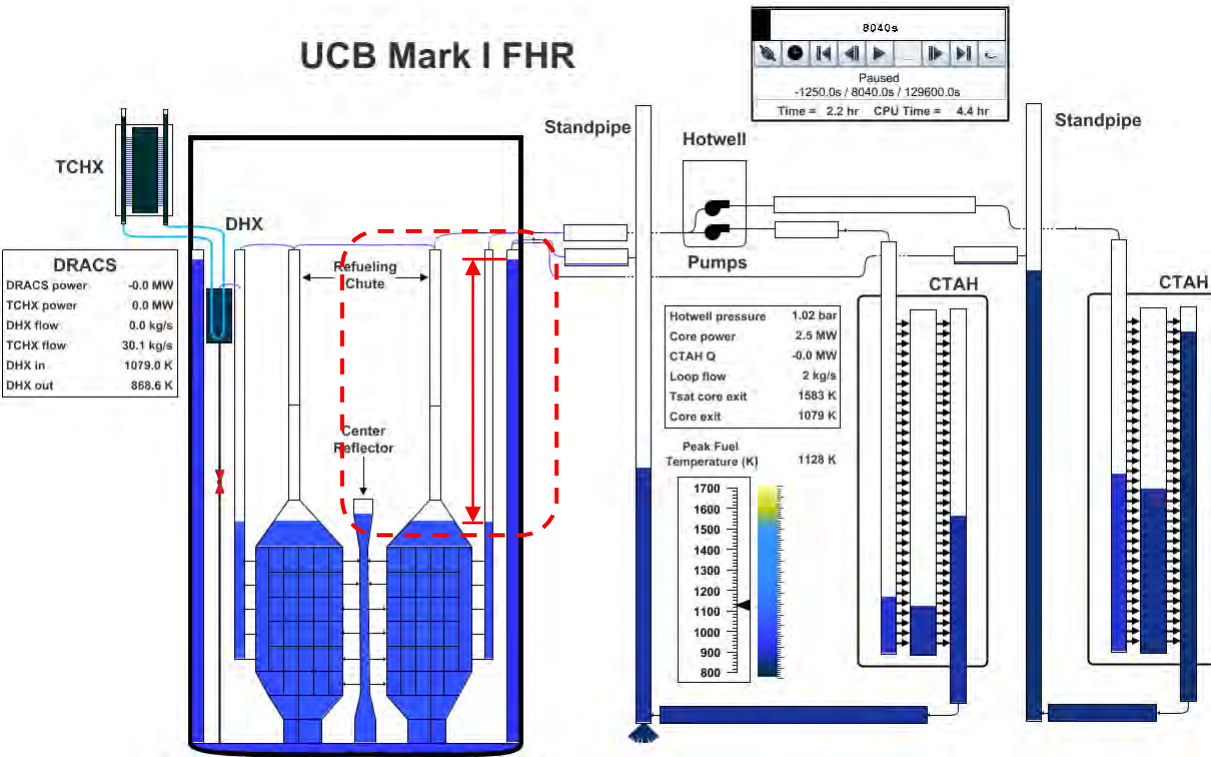 UCB Mark I FHR
8040s
Paused
-1250.0s / 8040.0s / 129600.0s
Time = 2.2 hr CPU Time = 4.4 hr
Standpipe
Hotwell
Standpipe
TCHX
DHX
Refueling
Chute
Pumps
CTAH
CTAH
DRACS
DRACS power -0.0 MW
TCHX power 0.0 MW
DHX flow 0.0 kg/s
TCHX flow 30.1 kg/s
DHX in 1079.0 K
DHX out 868.6 K
Hotwell pressure 1.02 bar
Core power 2.5 MW
CTAH Q -0.0 MW
Loop flow 2 kg/s
Tsat core exit 1583 K
Core exit 1079 K
Center
Reflector
Peak Fuel
Temperature (K) 1128 K
1700
1600
1500
1400
1300
1200
1100
1000
900
800